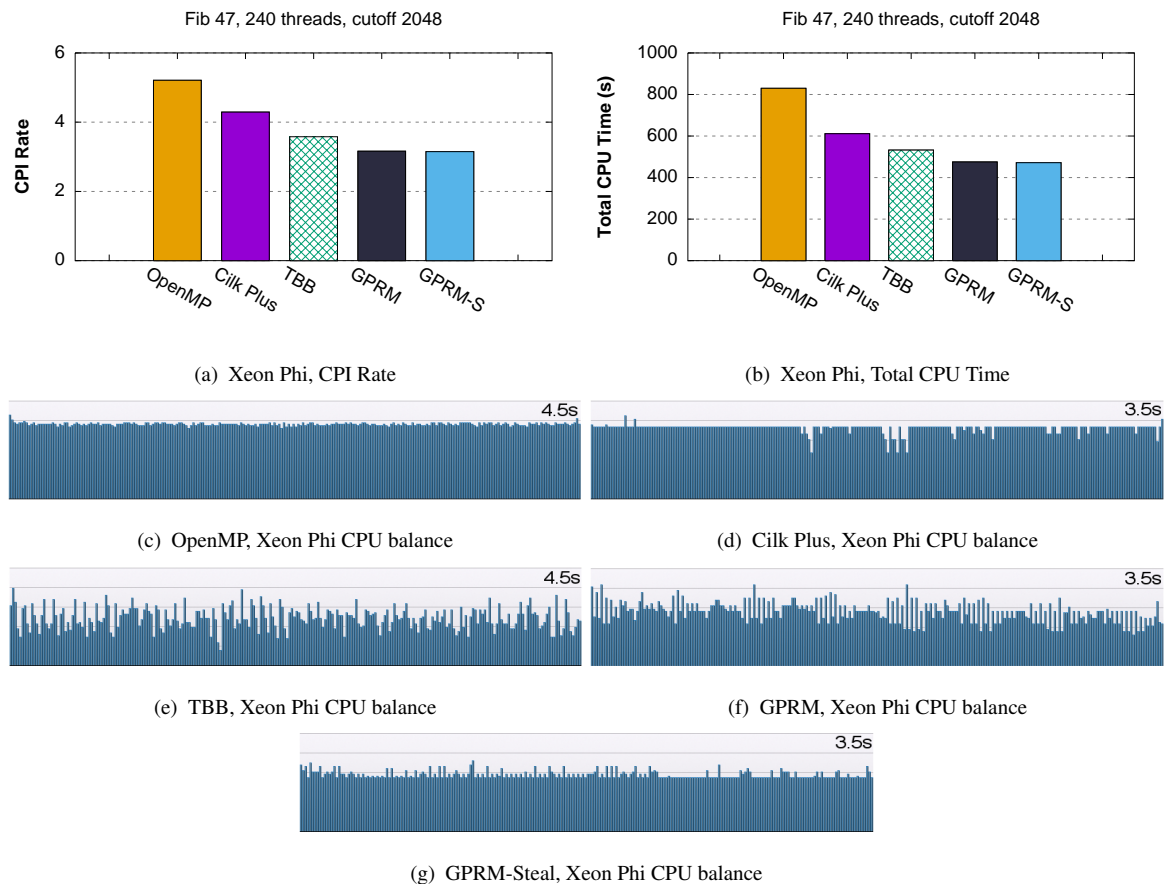 Fib 47, 240 threads, cutoff 2048
6
4
2
0
CPI Rate
OpenMP
Cilk Plus
TBB
GPRM
GPRM-S
(a) Xeon Phi, CPI Rate
Fib 47, 240 threads, cutoff 2048
1000
800
600
400
200
0
Total CPU Time (s)
OpenMP
Cilk Plus
TBB
GPRM
GPRM-S
(b) Xeon Phi, Total CPU Time
4.5s
(c) OpenMP, Xeon Phi CPU balance
3.5s
(d) Cilk Plus, Xeon Phi CPU balance
4.5s
(e) TBB, Xeon Phi CPU balance
3.5s
(f) GPRM, Xeon Phi CPU balance
3.5s
(g) GPRM-Steal, Xeon Phi CPU balance